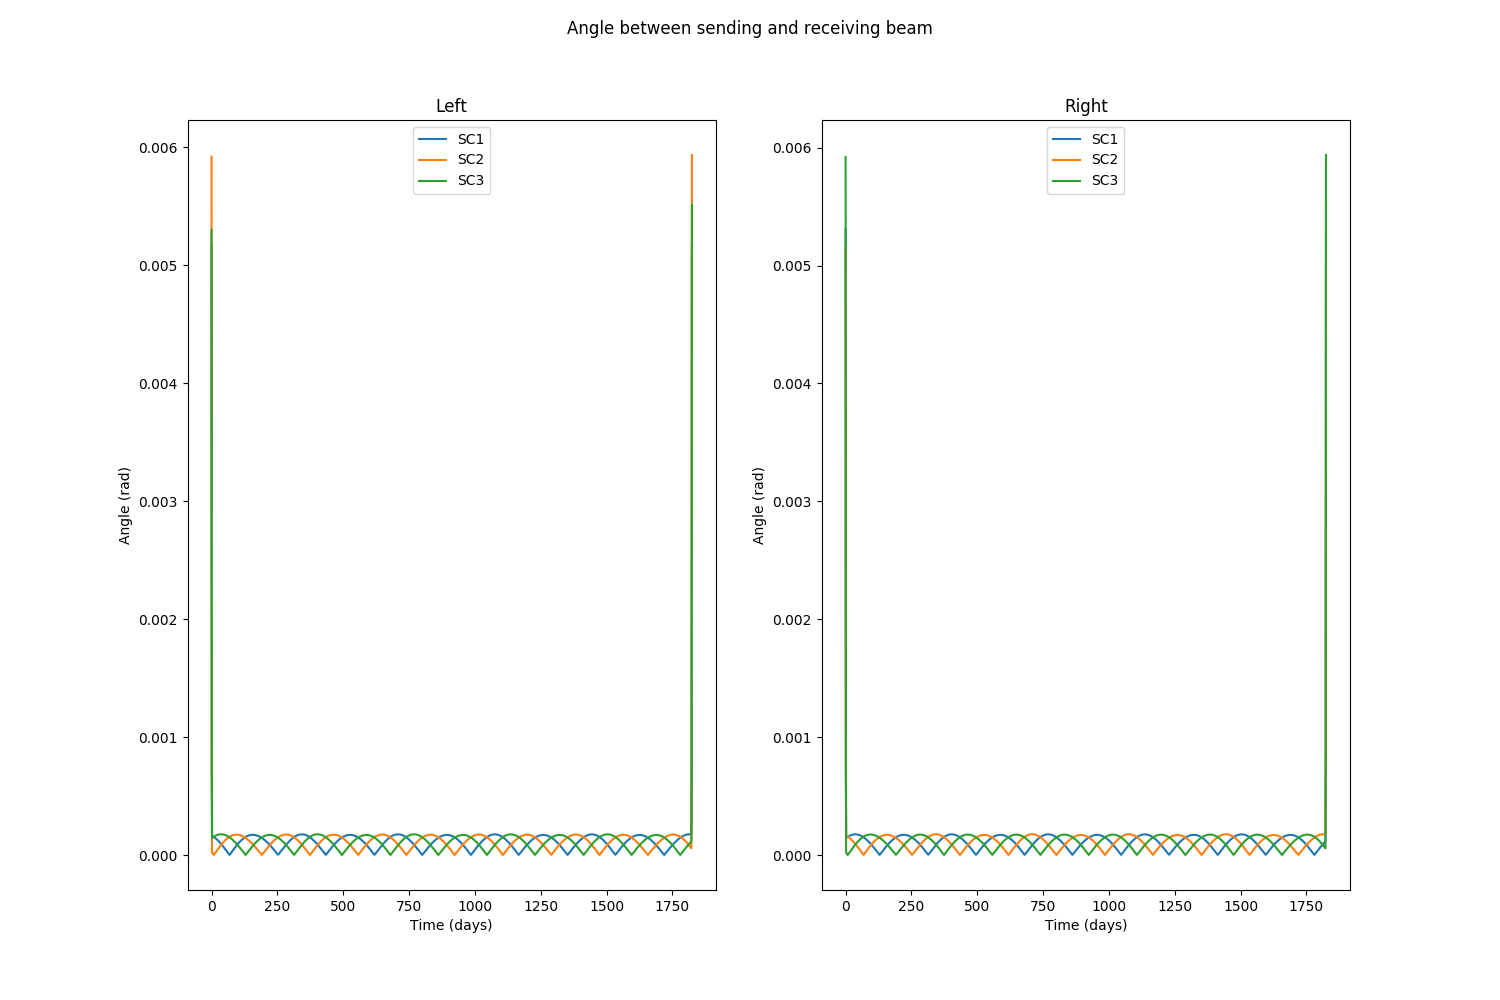 Angle between sending and receiving beam
Left
SC1
SC2
SC3
0.006
0.005
0.004
0.003
0.002
0.001
0.000
Angle (rad)
0 250 500 750 1000 1250 1500 1750
Time (days)
Right
SC1
SC2
SC3
0.006
0.005
0.004
0.003
0.002
0.001
0.000
Angle (rad)
0 250 500 750 1000 1250 1500 1750
Time (days)